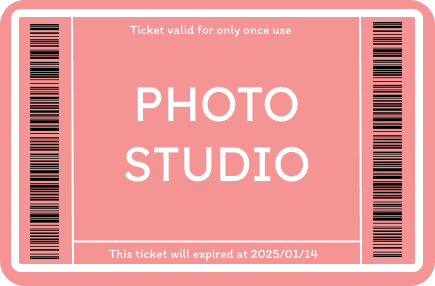 Ticket valid for only once use
PHOTO
STUDIO
This ticket will expired at 2025/01/14